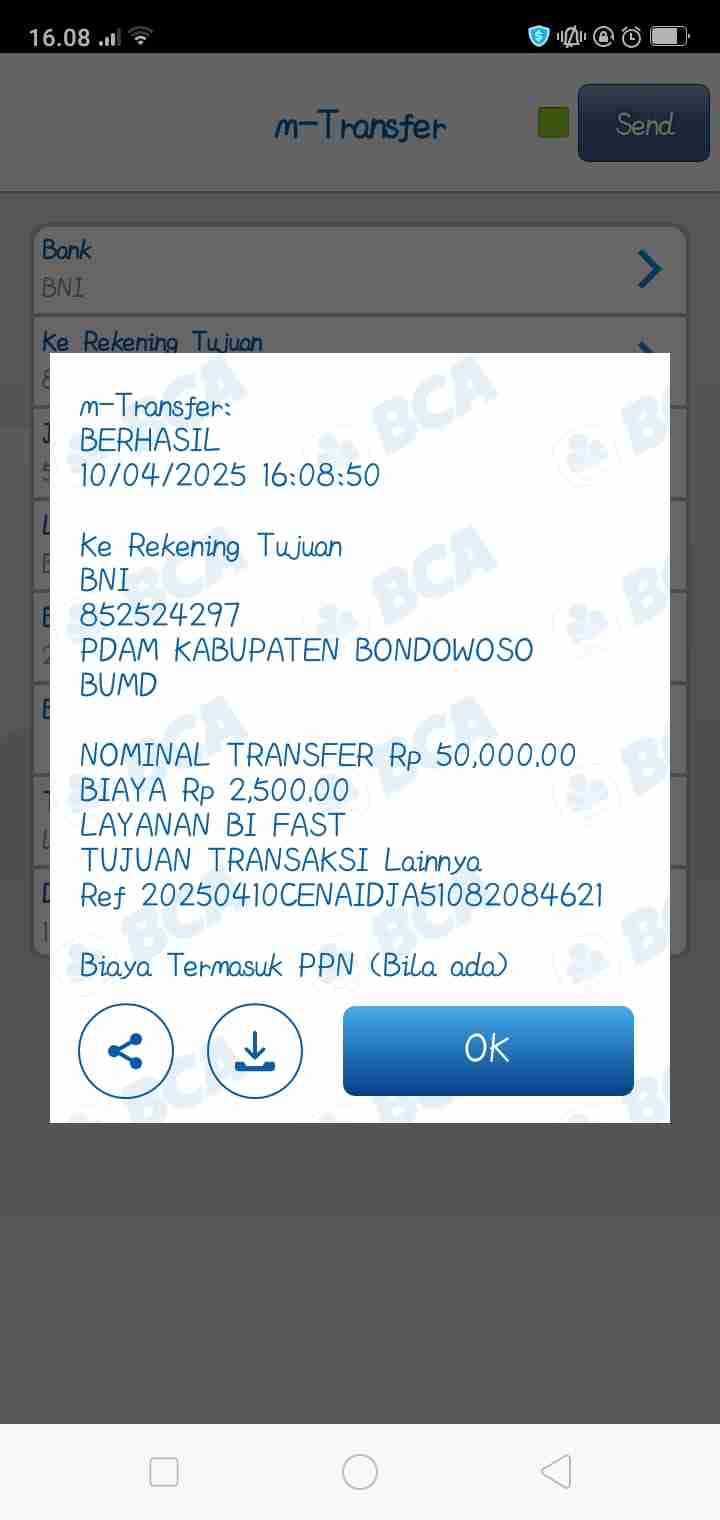 16.08
m-Transfer
Send
Bank
BNI
Ke Rekening Tujuan
m-Transfer:
BERHASIL
10/04/2025 16:08:50
Ke Rekening Tujuan
BNI
852524297
PDAM KABUPATEN BONDOWOSO
BUMD
NOMINAL TRANSFER Rp 50,000.00
BIAYA Rp 2,500.00
LAYANAN BI FAST
TUJUAN TRANSAKSI Lainnya
Ref 20250410CENAIDJA51082084621
Biaya Termasuk PPN (Bila ada)
OK
BCA